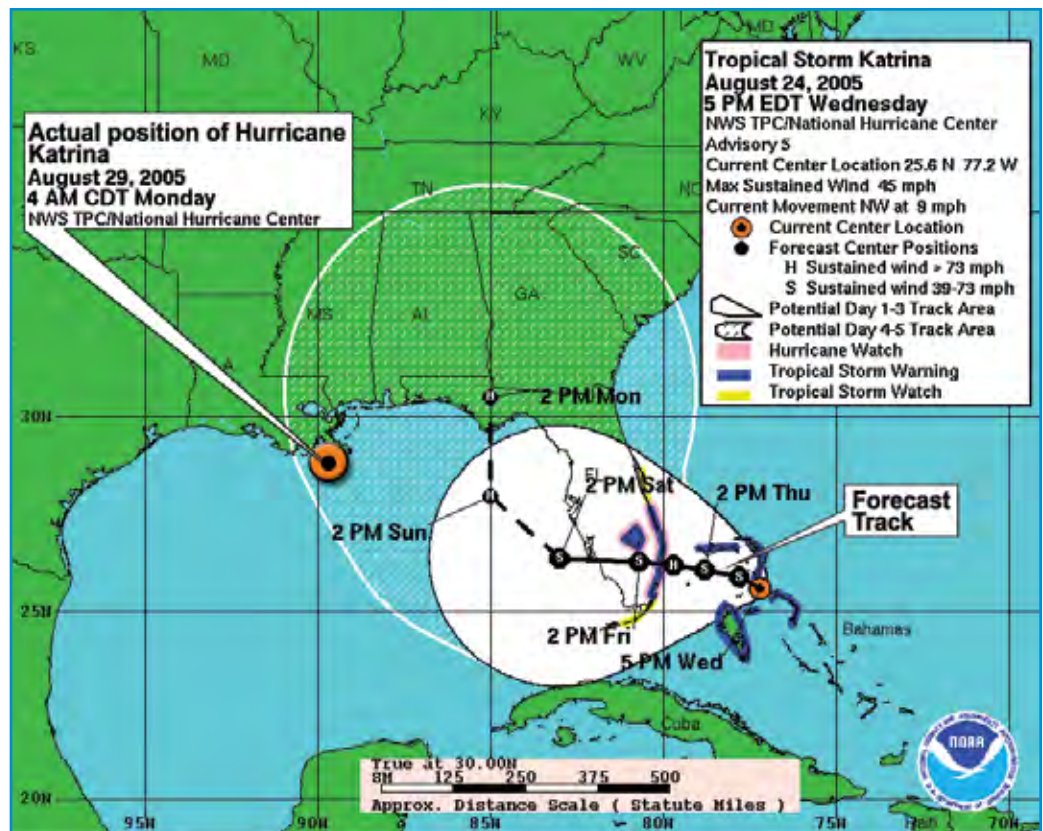 KS
MO
WV
MD
KY
TN
NC
SC
MS
AL
GA
LA
FL
Actual position of Hurricane
Katrina
August 29, 2005
4 AM CDT Monday
NWS TPC/National Hurricane Center
Tropical Storm Katrina
August 24, 2005
5 PM EDT Wednesday
NWS TPC/National Hurricane Center
Advisory 5
Current Center Location 25.6 N 77.2 W
Max Sustained Wind 45 mph
Current Movement NW at 9 mph
Current Center Location
Forecast Center Positions
H Sustained wind > 73 mph
S Sustained wind 39-73 mph
Potential Day 1-3 Track Area
Potential Day 4-5 Track Area
Hurricane Watch
Tropical Storm Warning
Tropical Storm Watch
H
2 PM Mon
30N
2 PM Sat
2 PM Thu
Forecast
Track
H
2 PM Sun
S
S
H
S
S
25N
2 PM Fri
5 PM Wed
Bahamas
Cuba
NOAA
True at 30.00N
SM 125 250 375 500
Approx. Distance Scale ( Statute Miles )
20N
95W
90W
85W
80W
75W
Haiti
70W